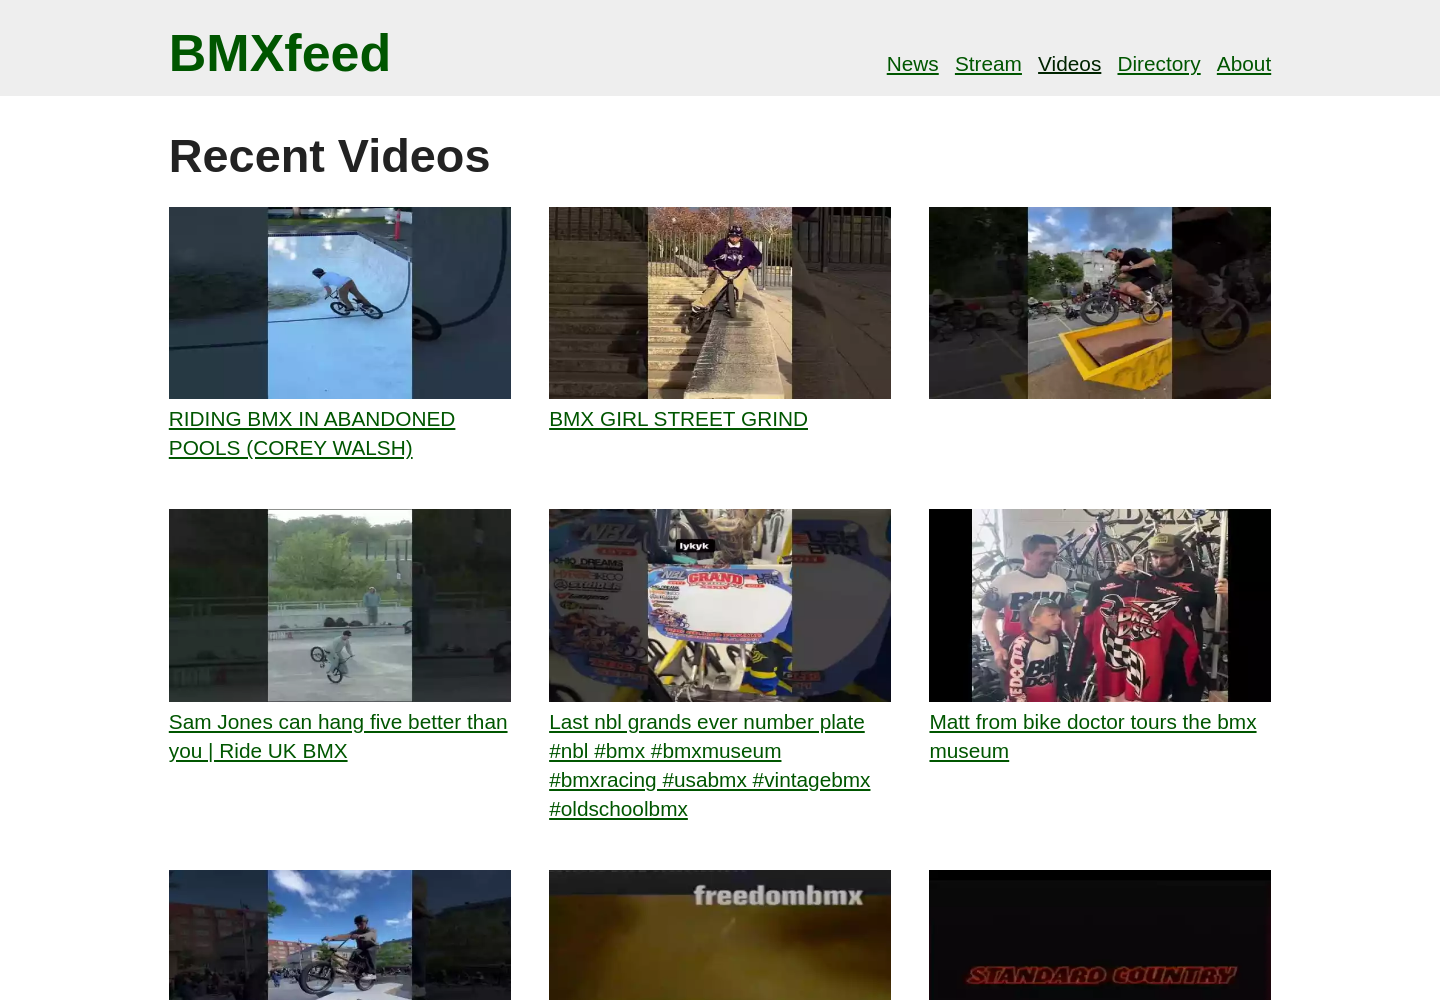 BMXfeed
News Stream Videos Directory About
Recent Videos
RIDING BMX IN ABANDONED
POOLS (COREY WALSH)
BMX GIRL STREET GRIND
lykyk
NBL
GRAND
Sam Jones can hang five better than
you | Ride UK BMX
Last nbl grands ever number plate
#nbl #bmx #bmxmuseum
#bmxracing #usabmx #vintagebmx
#oldschoolbmx
Matt from bike doctor tours the bmx
museum
freedombmx
STANDARD COUNTRY